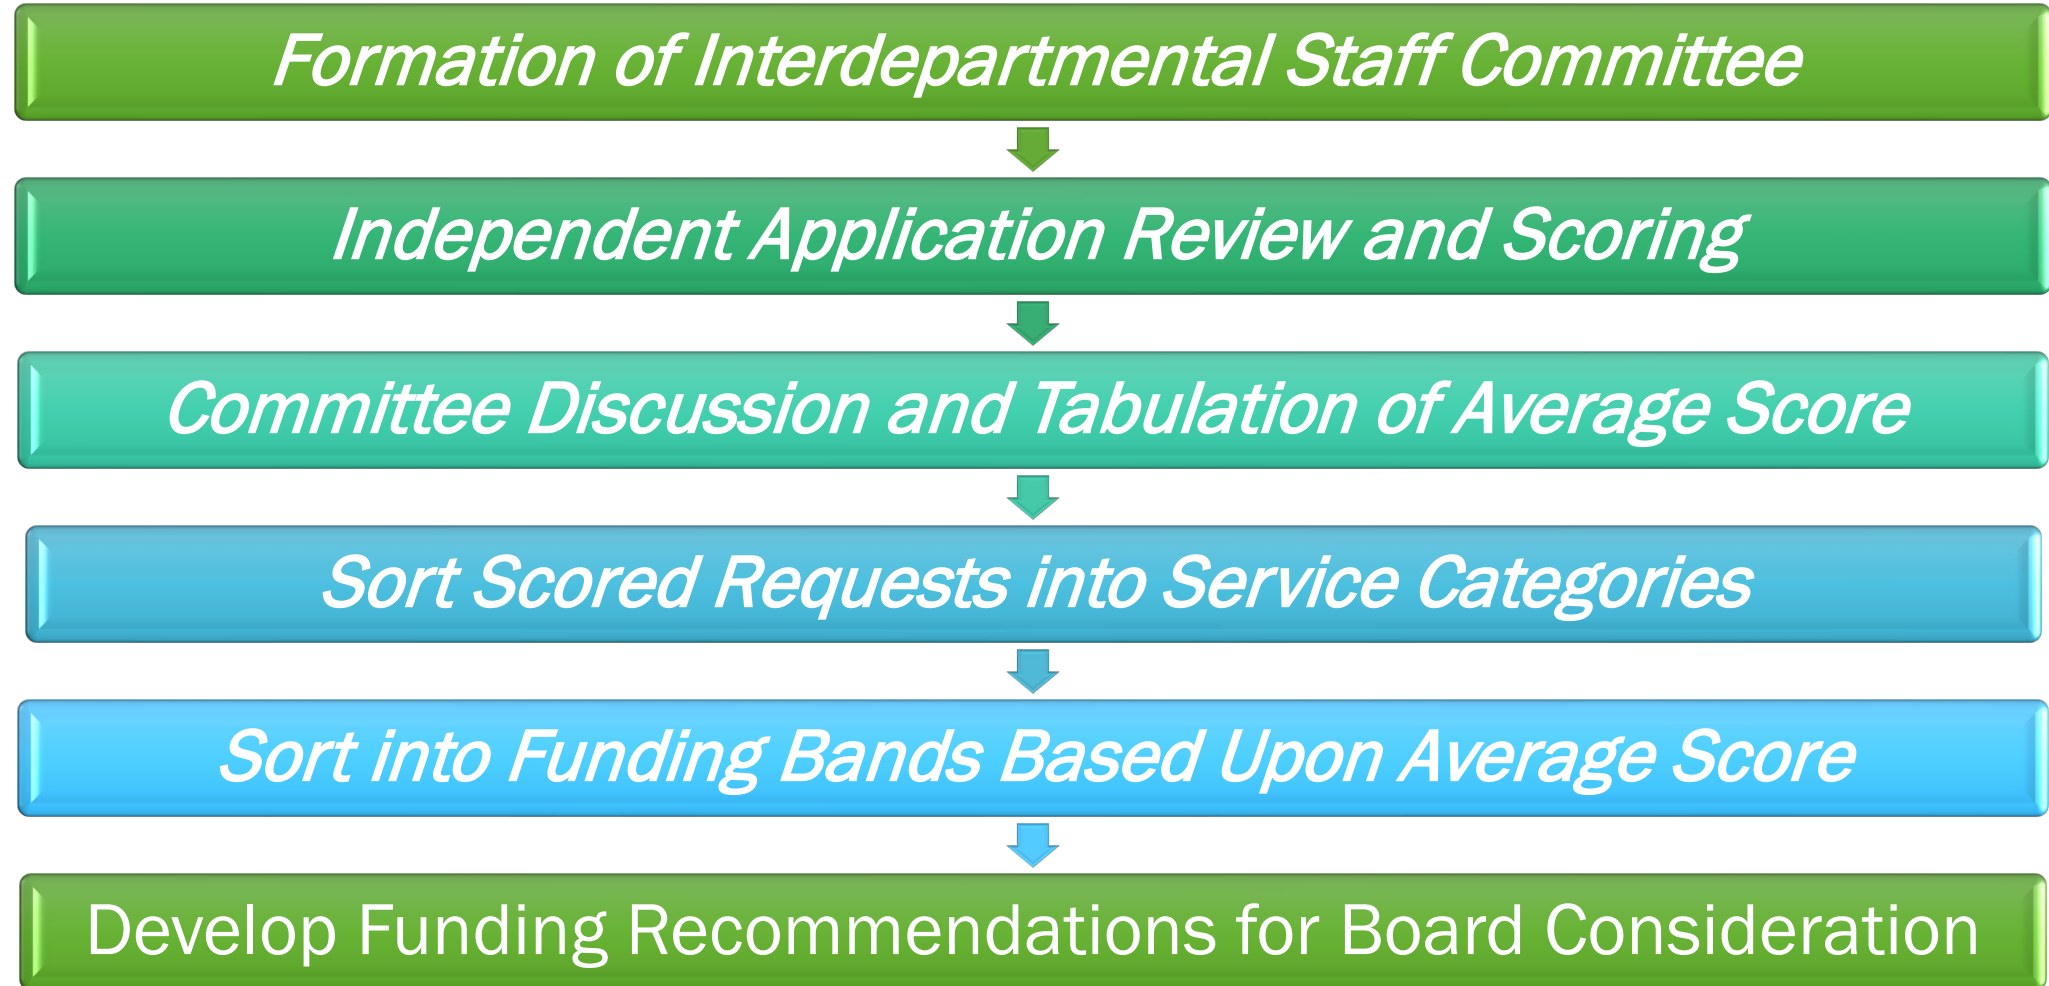 Formation of Interdepartmental Staff Committee
Independent Application Review and Scoring
Committee Discussion and Tabulation of Average Score
Sort Scored Requests into Service Categories
Sort into Funding Bands Based Upon Average Score
Develop Funding Recommendations for Board Consideration